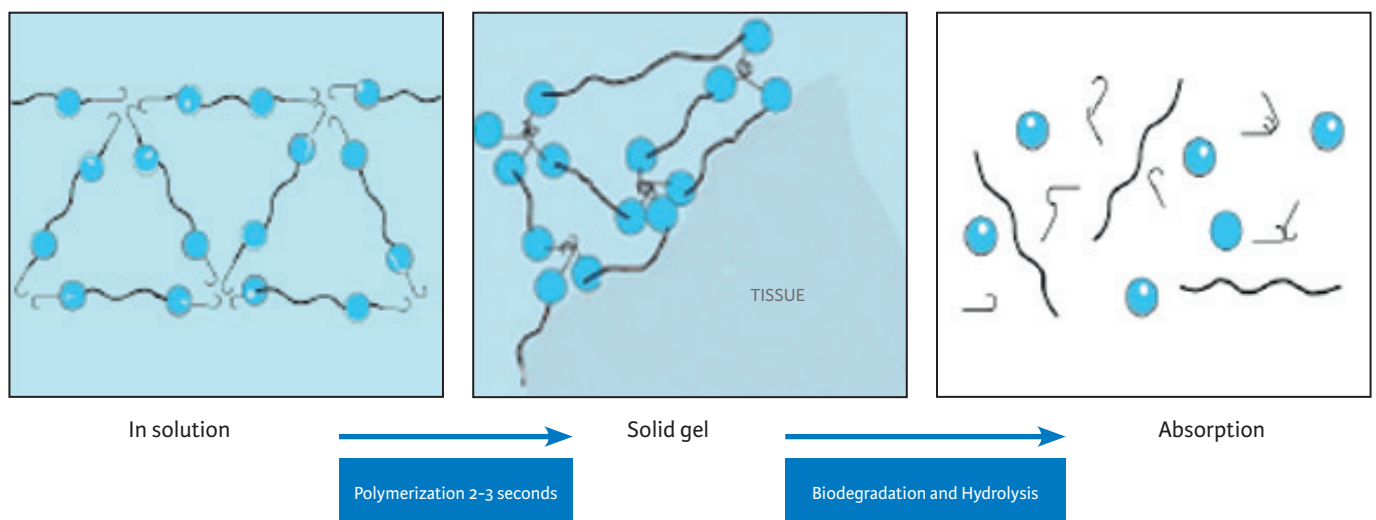 TISSUE
In solution
Solid gel
Absorption
Polymerization 2-3 seconds
Biodegradation and Hydrolysis